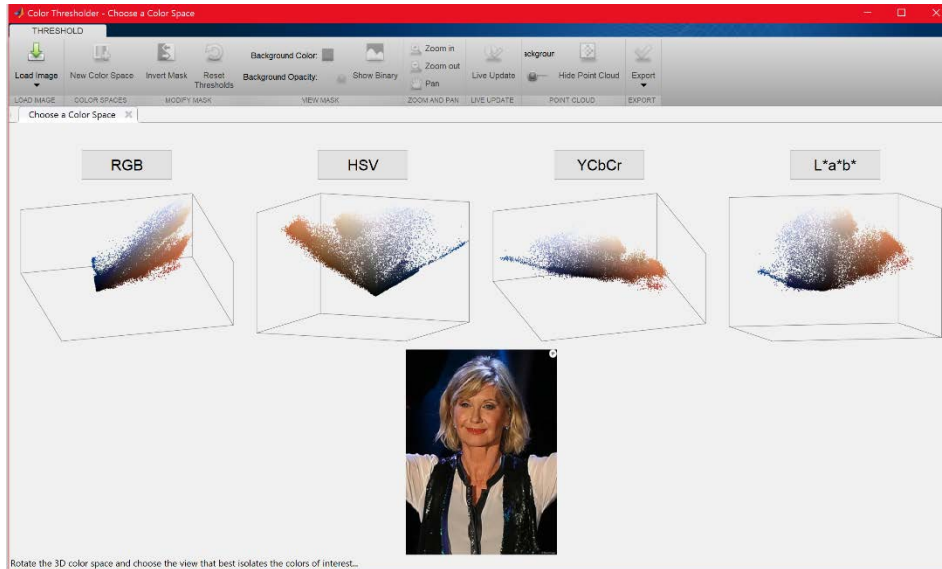 Color Thresholder - Choose a Color Space
THRESHOLD
Load Image
New Color Space
Invert Mask
Reset Thresholds
Background Color:
Background Opacity:
Show Binary
Zoom in
Zoom out
Pan
Live Update
ackgroun
Hide Point Cloud
Export
LOAD IMAGE
COLOR SPACES
MODIFY MASK
VIEW MASK
ZOOM AND PAN
LIVE UPDATE
POINT CLOUD
EXPORT
Choose a Color Space
RGB
HSV
YCbCr
L*a*b*
Rotate the 3D color space and choose the view that best isolates the colors of interest...